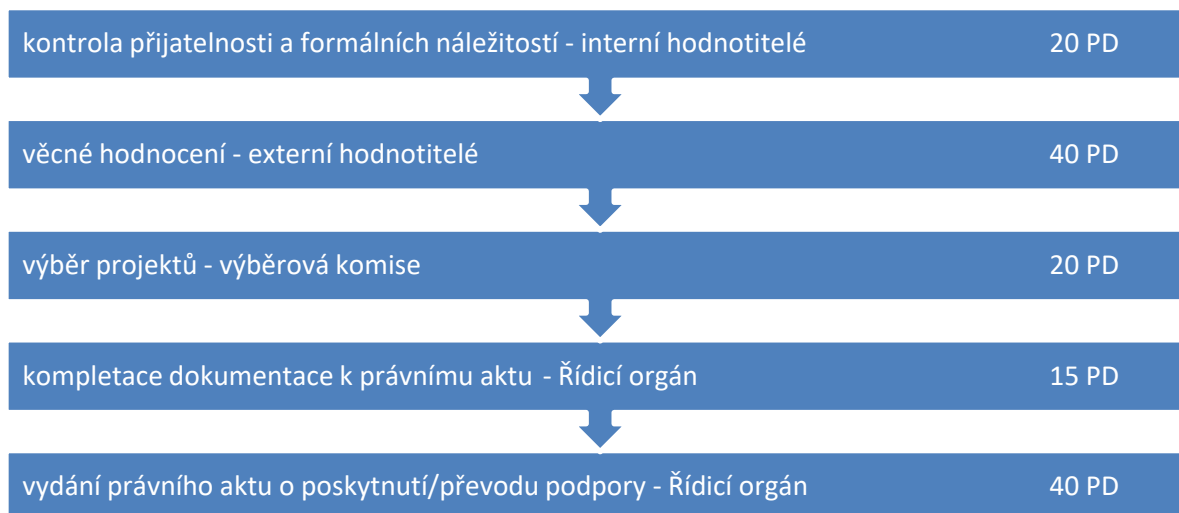 kontrola přijatelnosti a formálních náležitostí - interní hodnotitelé 20 PD
věcné hodnocení - externí hodnotitelé 40 PD
výběr projektů - výběrová komise 20 PD
kompletace dokumentace k právnímu aktu - Řídicí orgán 15 PD
vydání právního aktu o poskytnutí/převodu podpory - Řídicí orgán 40 PD